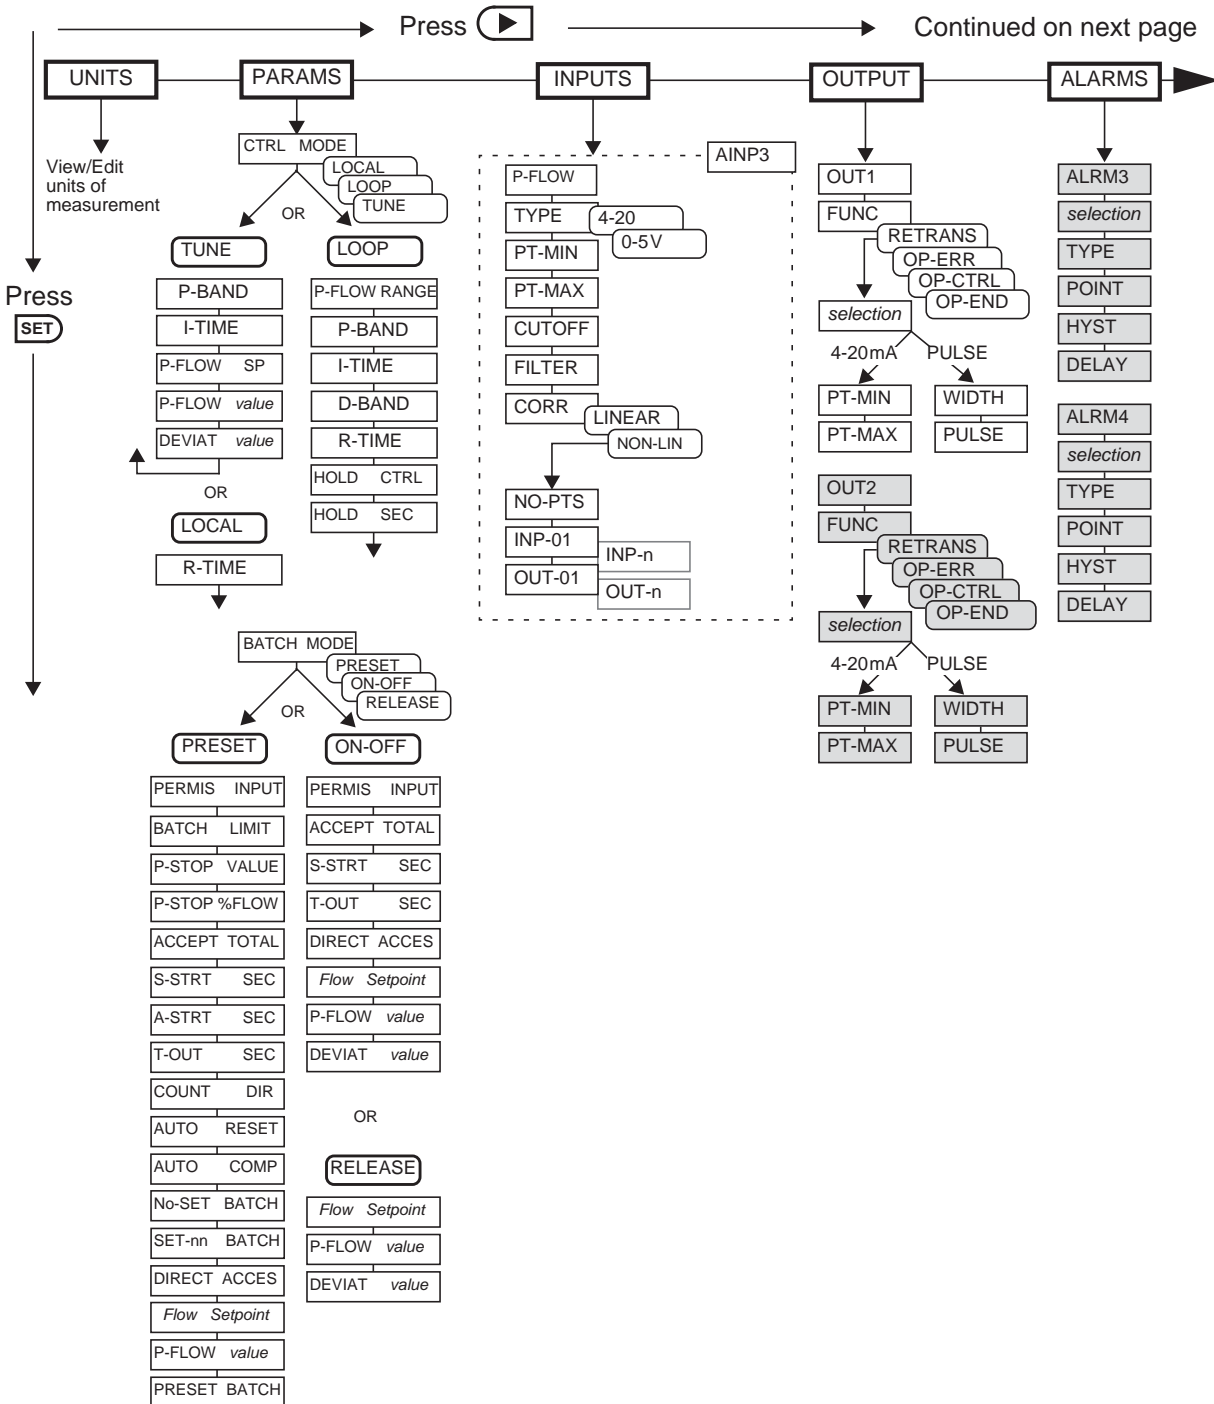 Press
Continued on next page
UNITS
PARAMS
INPUTS
OUTPUT
ALARMS
View/Edit
units of
measurement
Press
SET
CTRL MODE
LOCAL
LOOP
TUNE
OR
TUNE
P-BAND
I-TIME
P-FLOW SP
P-FLOW value
DEVIAT value
OR
LOCAL
R-TIME
LOOP
P-FLOW RANGE
P-BAND
I-TIME
D-BAND
R-TIME
HOLD CTRL
HOLD SEC
BATCH MODE
PRESET
ON-OFF
RELEASE
OR
PRESET
PERMIS INPUT
BATCH LIMIT
P-STOP VALUE
P-STOP %FLOW
ACCEPT TOTAL
S-STRT SEC
A-STRT SEC
T-OUT SEC
COUNT DIR
AUTO RESET
AUTO COMP
No-SET BATCH
SET-nn BATCH
DIRECT ACCES
Flow Setpoint
P-FLOW value
PRESET BATCH
ON-OFF
PERMIS INPUT
ACCEPT TOTAL
S-STRT SEC
T-OUT SEC
DIRECT ACCES
Flow Setpoint
P-FLOW value
DEVIAT value
OR
RELEASE
Flow Setpoint
P-FLOW value
DEVIAT value
AINP3
P-FLOW
TYPE
4-20
0-5V
PT-MIN
PT-MAX
CUTOFF
FILTER
CORR
LINEAR
NON-LIN
NO-PTS
INP-01
INP-n
OUT-01
OUT-n
OUT1
FUNC
RETRANS
OP-ERR
OP-CTRL
OP-END
selection
4-20mA
PULSE
PT-MIN
WIDTH
PT-MAX
PULSE
OUT2
FUNC
RETRANS
OP-ERR
OP-CTRL
OP-END
selection
4-20mA
PULSE
PT-MIN
WIDTH
PT-MAX
PULSE
ALRM3
selection
TYPE
POINT
HYST
DELAY
ALRM4
selection
TYPE
POINT
HYST
DELAY